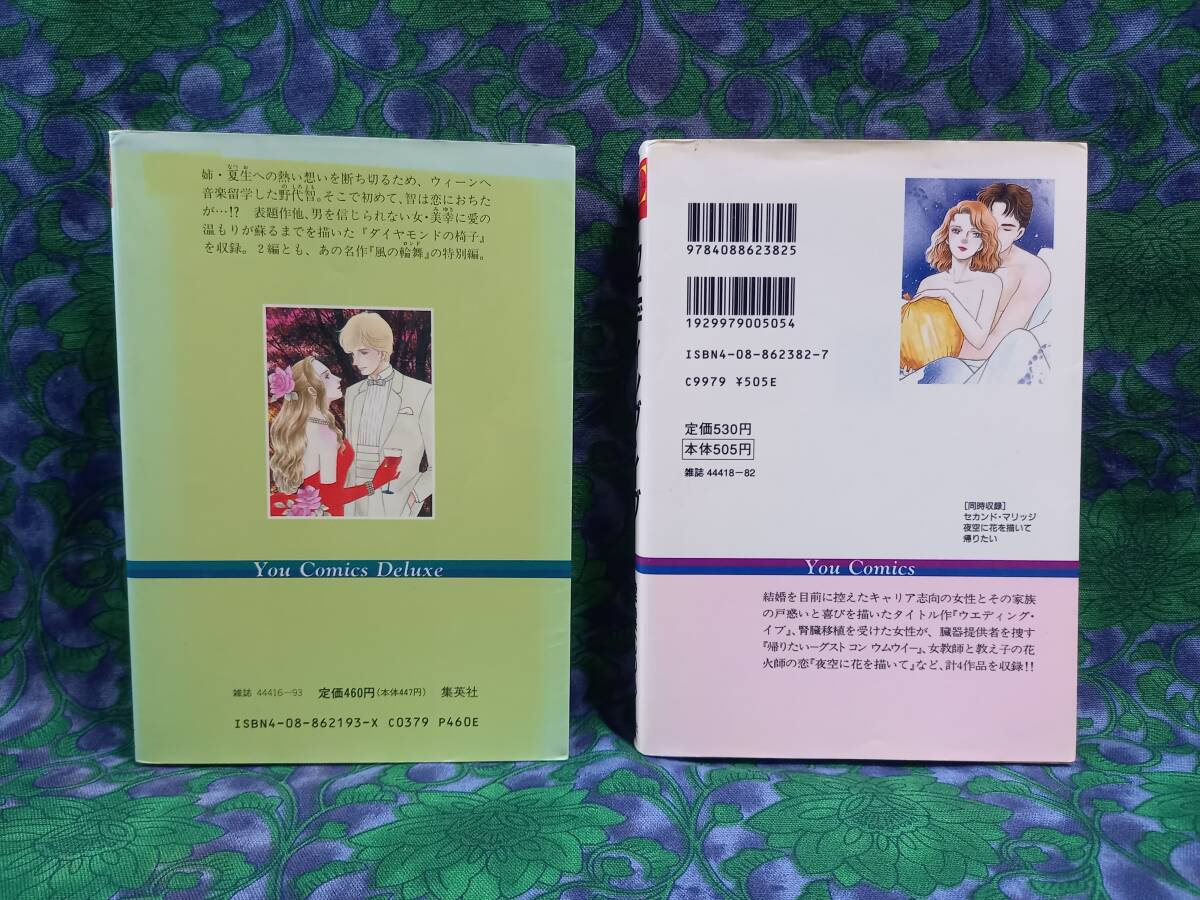 姉・夏生への熱い想いを断ち切るため、ウィーンへ
音楽留学した野代智。そこで初めて、智は恋におちた
が…!? 表題作他、男を信じられない女・美幸に愛の
温もりが蘇るまでを描いた『ダイヤモンドの椅子』
を収録。2編とも、あの名作『風の輪舞』の特別編。
You Comics Deluxe
雑誌 44416-93 定価460円(本体447円) 集英社
ISBN4-08-862193-X C0379 P460E
9784088623825
1929979005054
ISBN4-08-862382-7
C9979 ¥505E
定価530円
本体505円
雑誌 44418-82
[同時収録]
セカンド・マリッジ
夜空に花を描いて
帰りたい
You Comics
結婚を目前に控えたキャリア志向の女性とその家族
の戸惑いと喜びを描いたタイトル作『ウエディング・
イブ』、腎臓移植を受けた女性が、臓器提供者を捜す
『帰りたい―グスト コン ウムウイー』、女教師と教え子の花
火師の恋『夜空に花を描いて』など、計4作品を収録!!